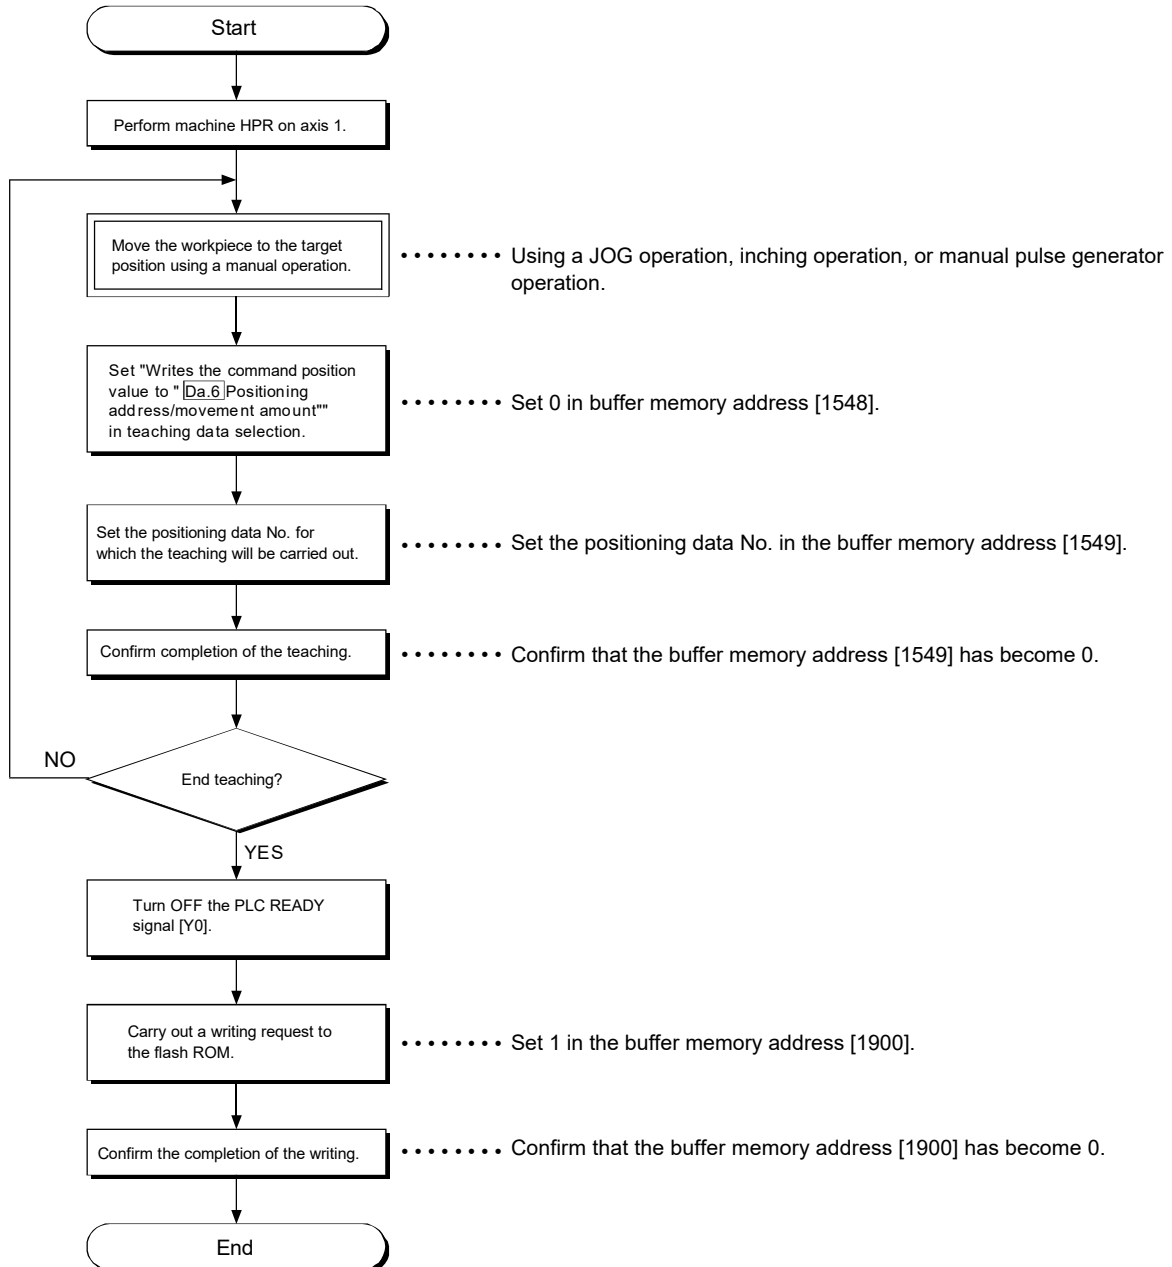 Start
Perform machine HPR on axis 1.
Move the workpiece to the target
position using a manual operation.
Using a JOG operation, inching operation, or manual pulse generator
operation.
Set "Writes the command position
value to " Da.6 Positioning
address/movement amount""
in teaching data selection.
Set 0 in buffer memory address [1548].
Set the positioning data No. for
which the teaching will be carried out.
Set the positioning data No. in the buffer memory address [1549].
Confirm completion of the teaching.
Confirm that the buffer memory address [1549] has become 0.
NO
End teaching?
YES
Turn OFF the PLC READY
signal [Y0].
Carry out a writing request to
the flash ROM.
Set 1 in the buffer memory address [1900].
Confirm the completion of the writing.
Confirm that the buffer memory address [1900] has become 0.
End